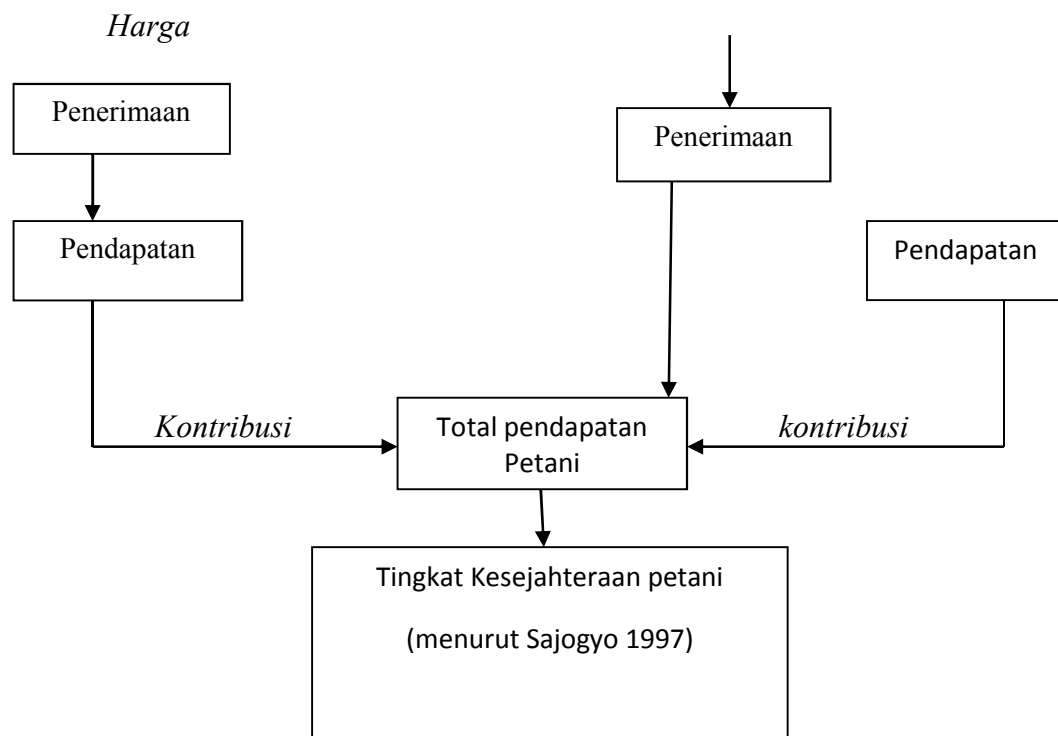 Harga
Penerimaan
Penerimaan
Pendapatan
Pendapatan
Kontribusi
Total pendapatan
Petani
kontribusi
Tingkat Kesejahteraan petani
(menurut Sajogyo 1997)